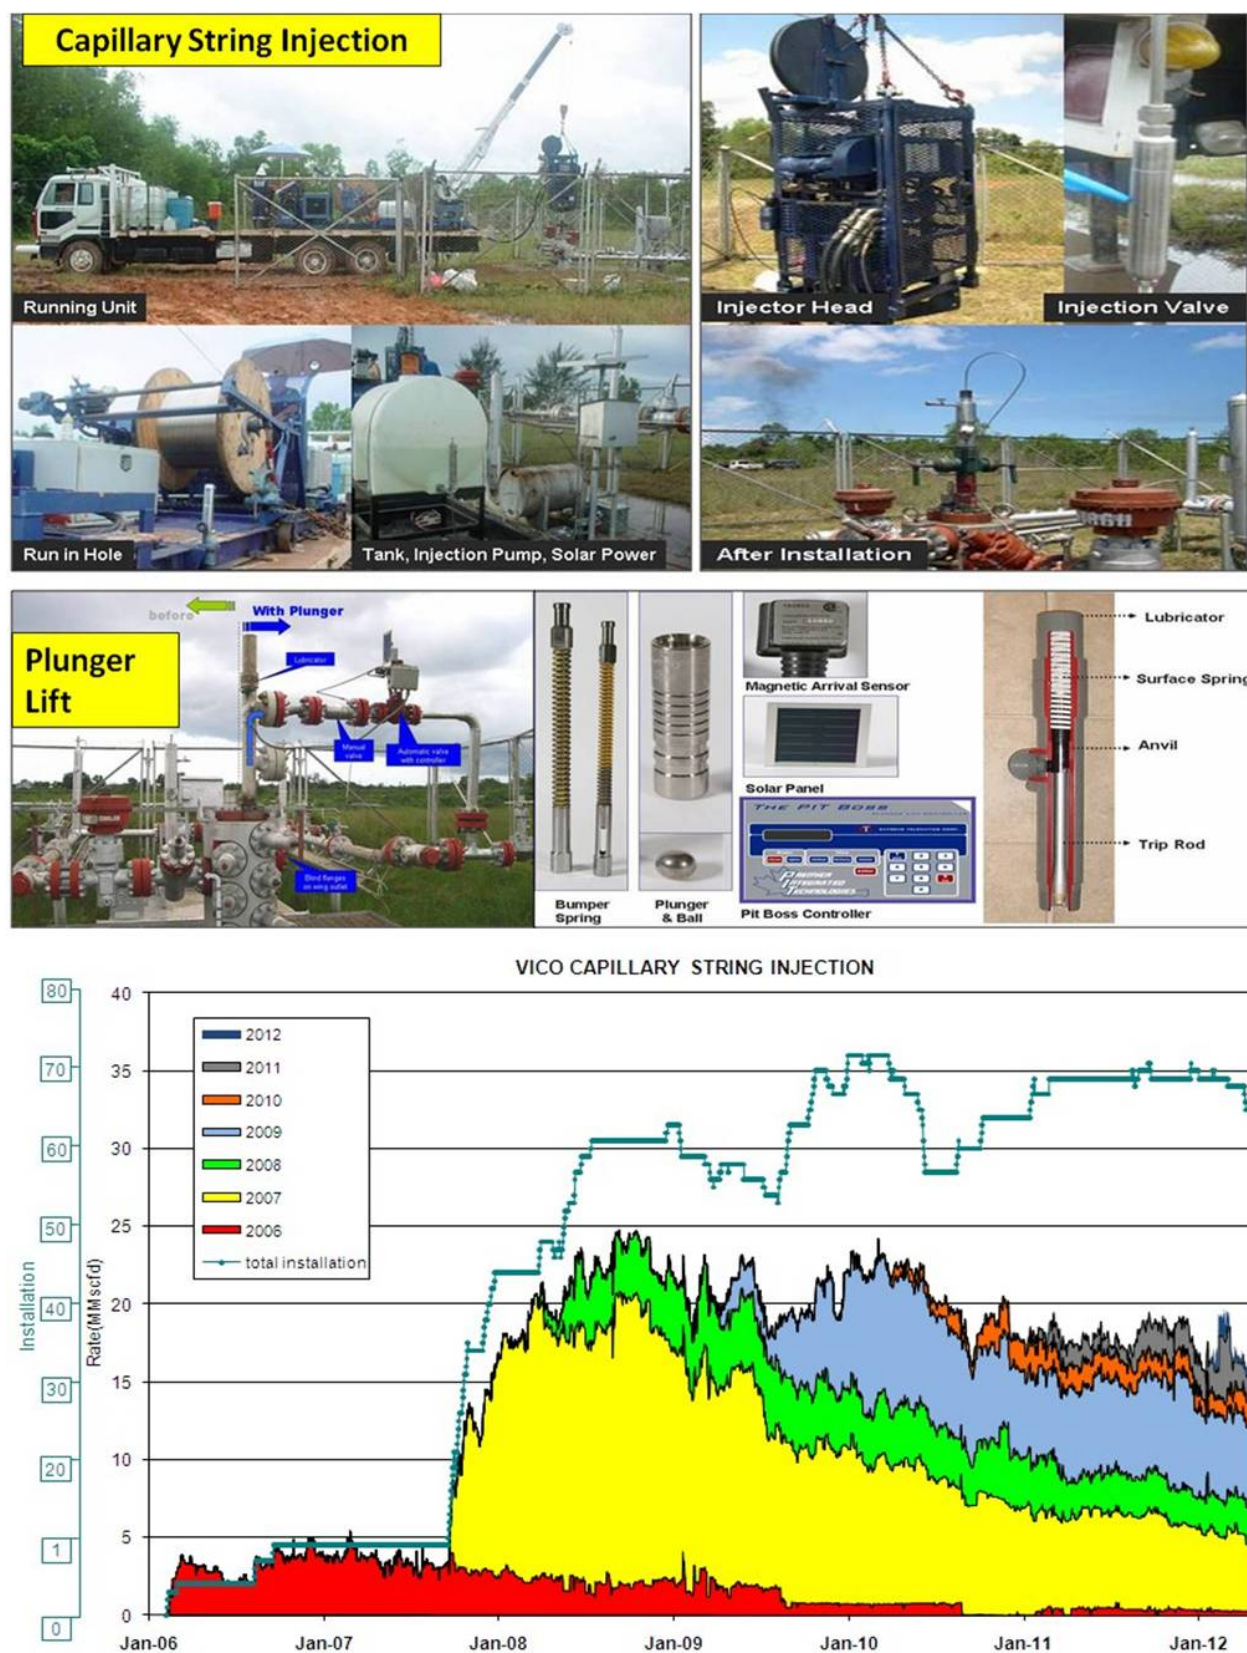 Capillary String Injection
Running Unit
Injector Head
Injection Valve
Run in Hole
Tank, Injection Pump, Solar Power
After Installation
Plunger
Lift
before
With Plunger
Lubricator
Manual
valve
Automatic valve
with controller
Blind flanges
on wing outlet
Bumper
Spring
Plunger
& Ball
Magnetic Arrival Sensor
Solar Panel
THE PIT BOSS
PREMIER
INTEGRATED
TECHNOLOGIES
Pit Boss Controller
Lubricator
Surface Spring
Anvil
Trip Rod
VICO CAPILLARY STRING INJECTION
Installation
80
70
60
50
40
30
20
1
0
Rate(MMscfd)
40
35
30
25
20
15
10
5
0
2012
2011
2010
2009
2008
2007
2006
total installation
Jan-06
Jan-07
Jan-08
Jan-09
Jan-10
Jan-11
Jan-12